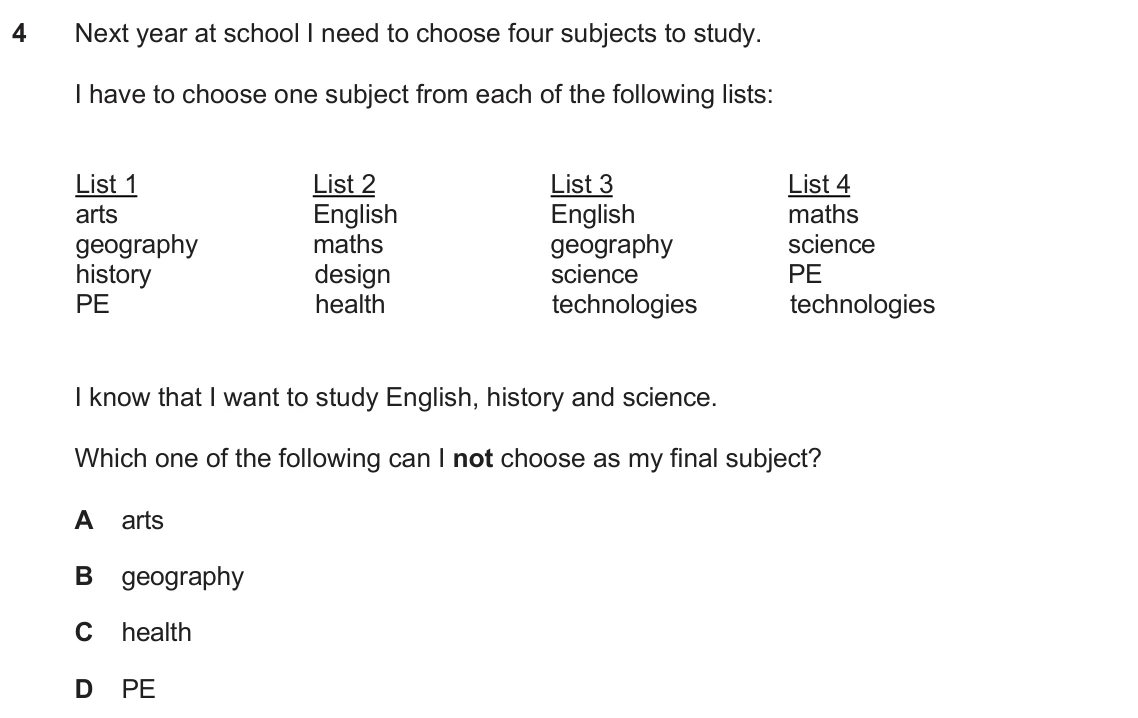 4 Next year at school I need to choose four subjects to study.
I have to choose one subject from each of the following lists:
List 1 List 2 List 3 List 4
arts English English maths
geography maths geography science
history design science PE
PE health technologies technologies
I know that I want to study English, history and science.
Which one of the following can I not choose as my final subject?
A arts
B geography
C health
D PE